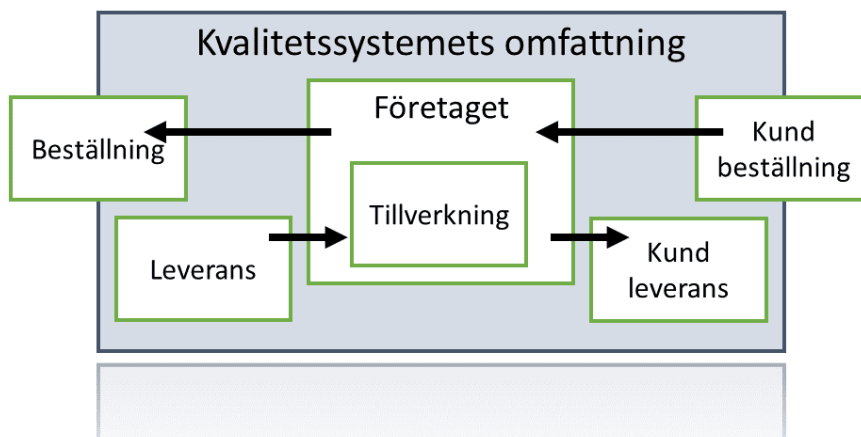 Kvalitetssystemets omfattning
Företaget
Beställning
Kund
beställning
Tillverkning
Leverans
Kund
leverans